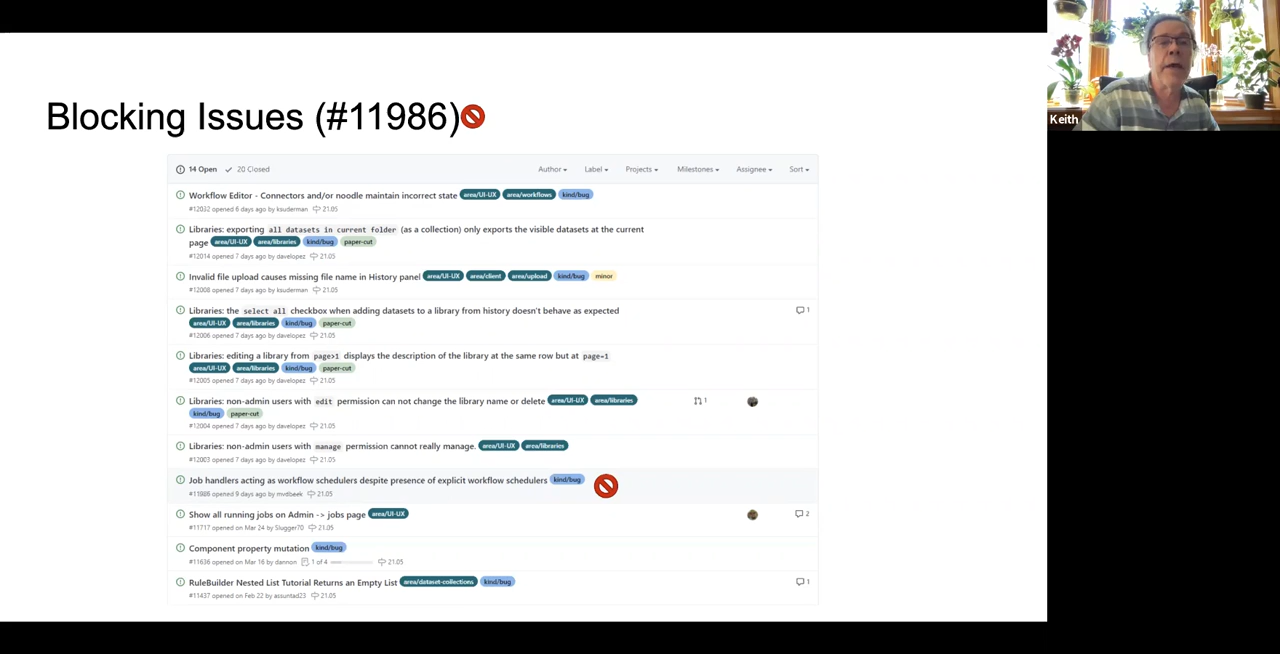 Blocking Issues (#11986)
Keith
14 Open 20 Closed Author Label Projects Milestones Assignee Sort
Workflow Editor - Connectors and/or noodle maintain incorrect state area/UI-UX area/workflows kind/bug
#12022 opened 6 days ago by ksuderman 21.05
Libraries: exporting all datasets in current folder (as a collection) only exports the visible datasets at the current
page area/UI-UX area/libraries kind/bug paper-cut
#12014 opened 7 days ago by davelopez 21.05
Invalid file upload causes missing file name in History panel area/UI-UX area/client area/upload kind/bug minor
#12008 opened 7 days ago by ksuderman 21.05
Libraries: the select all checkbox when adding datasets to a library from history doesn't behave as expected 1
area/UI-UX area/libraries kind/bug paper-cut
#12006 opened 7 days ago by davelopez 21.05
Libraries: editing a library from page>1 displays the description of the library at the same row but at page=1
area/UI-UX area/libraries kind/bug paper-cut
#12005 opened 7 days ago by davelopez 21.05
Libraries: non-admin users with edit permission can not change the library name or delete area/UI-UX area/libraries 1
kind/bug paper-cut
#12004 opened 7 days ago by davelopez 21.05
Libraries: non-admin users with manage permission cannot really manage. area/UI-UX area/libraries
#12003 opened 7 days ago by davelopez 21.05
Job handlers acting as workflow schedulers despite presence of explicit workflow schedulers kind/bug
#11986 opened 9 days ago by mvdbeek 21.05
Show all running jobs on Admin -> jobs page area/UI-UX 2
#11717 opened on Mar 24 by Slugger70 21.05
Component property mutation kind/bug
#11636 opened on Mar 16 by dannon 1 of 4 21.05
RuleBuilder Nested List Tutorial Returns an Empty List area/dataset-collections kind/bug 1
#11437 opened on Feb 22 by assuntad23 21.05